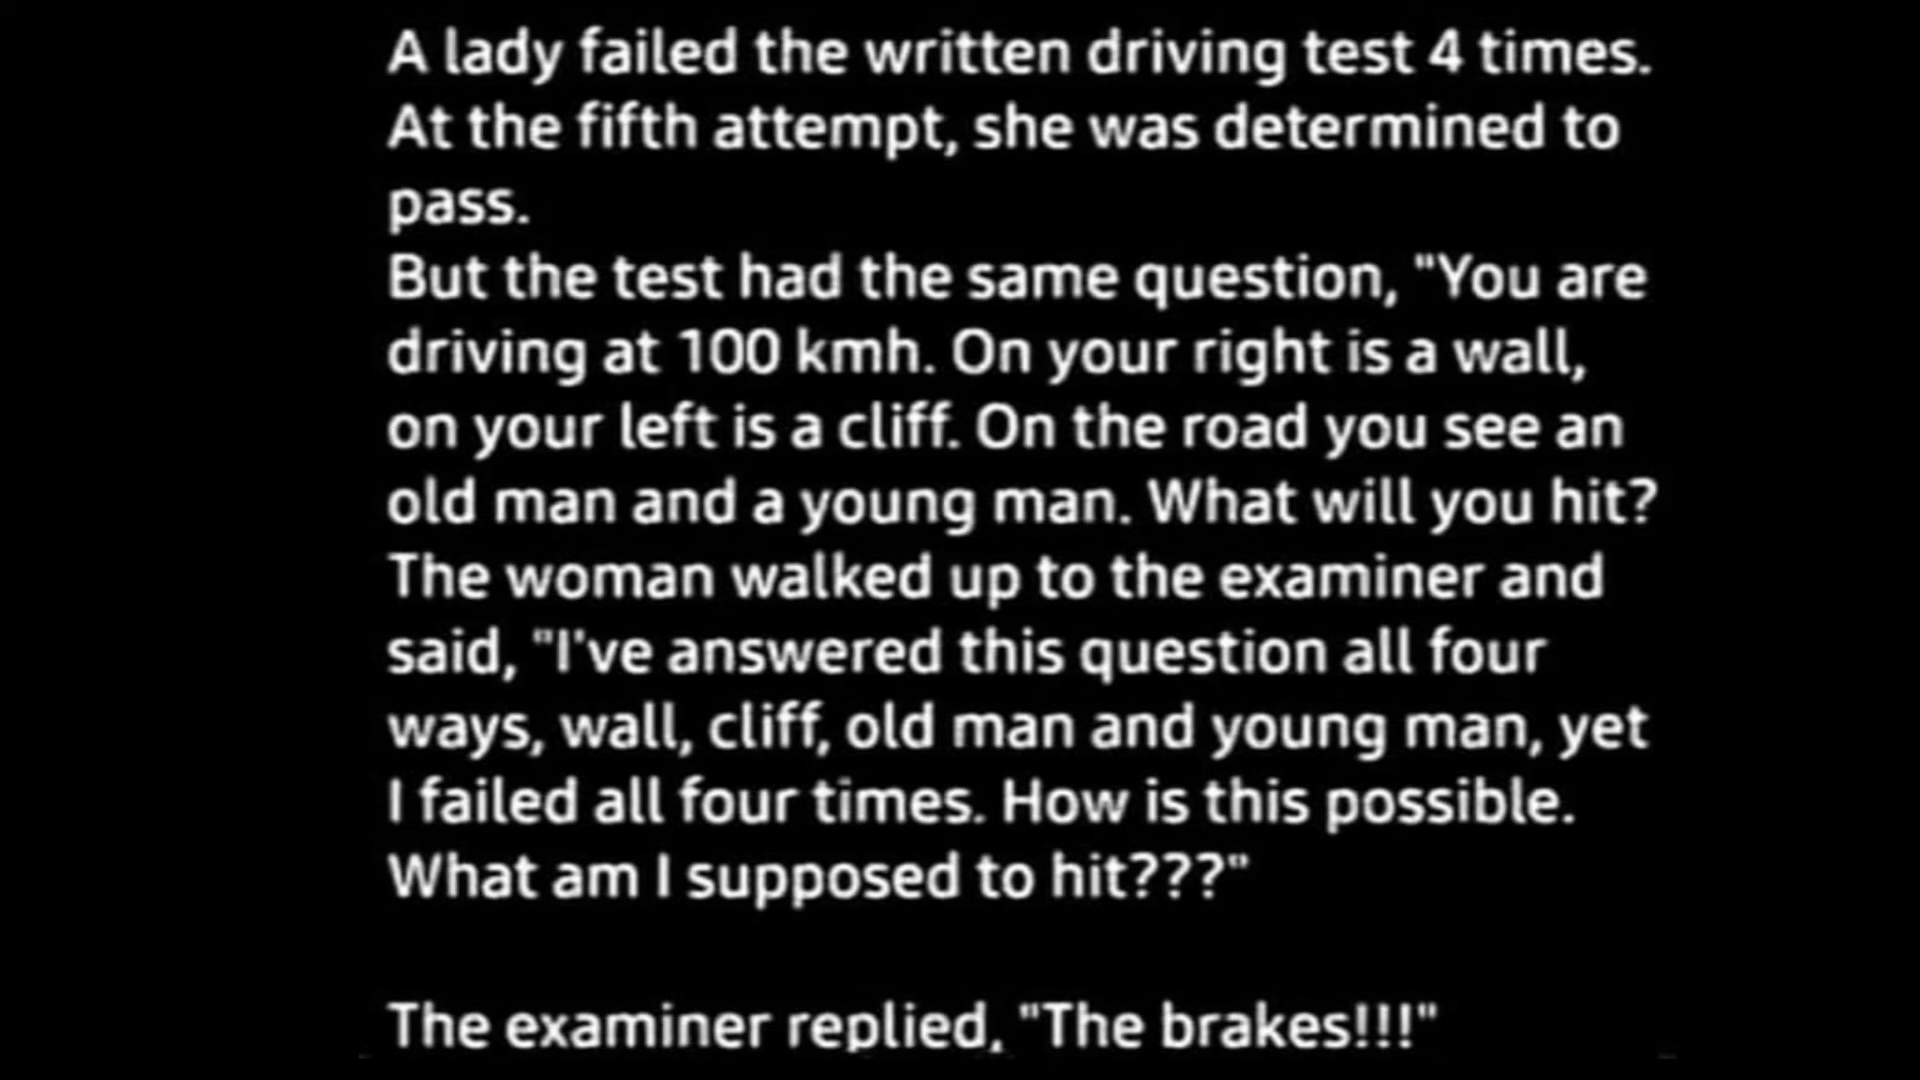 A lady failed the written driving test 4 times.
At the fifth attempt, she was determined to
pass.
But the test had the same question, "You are
driving at 100 kmh. On your right is a wall,
on your left is a cliff. On the road you see an
old man and a young man. What will you hit?
The woman walked up to the examiner and
said, "I've answered this question all four
ways, wall, cliff, old man and young man, yet
I failed all four times. How is this possible.
What am I supposed to hit???"
The examiner replied, "The brakes!!!"